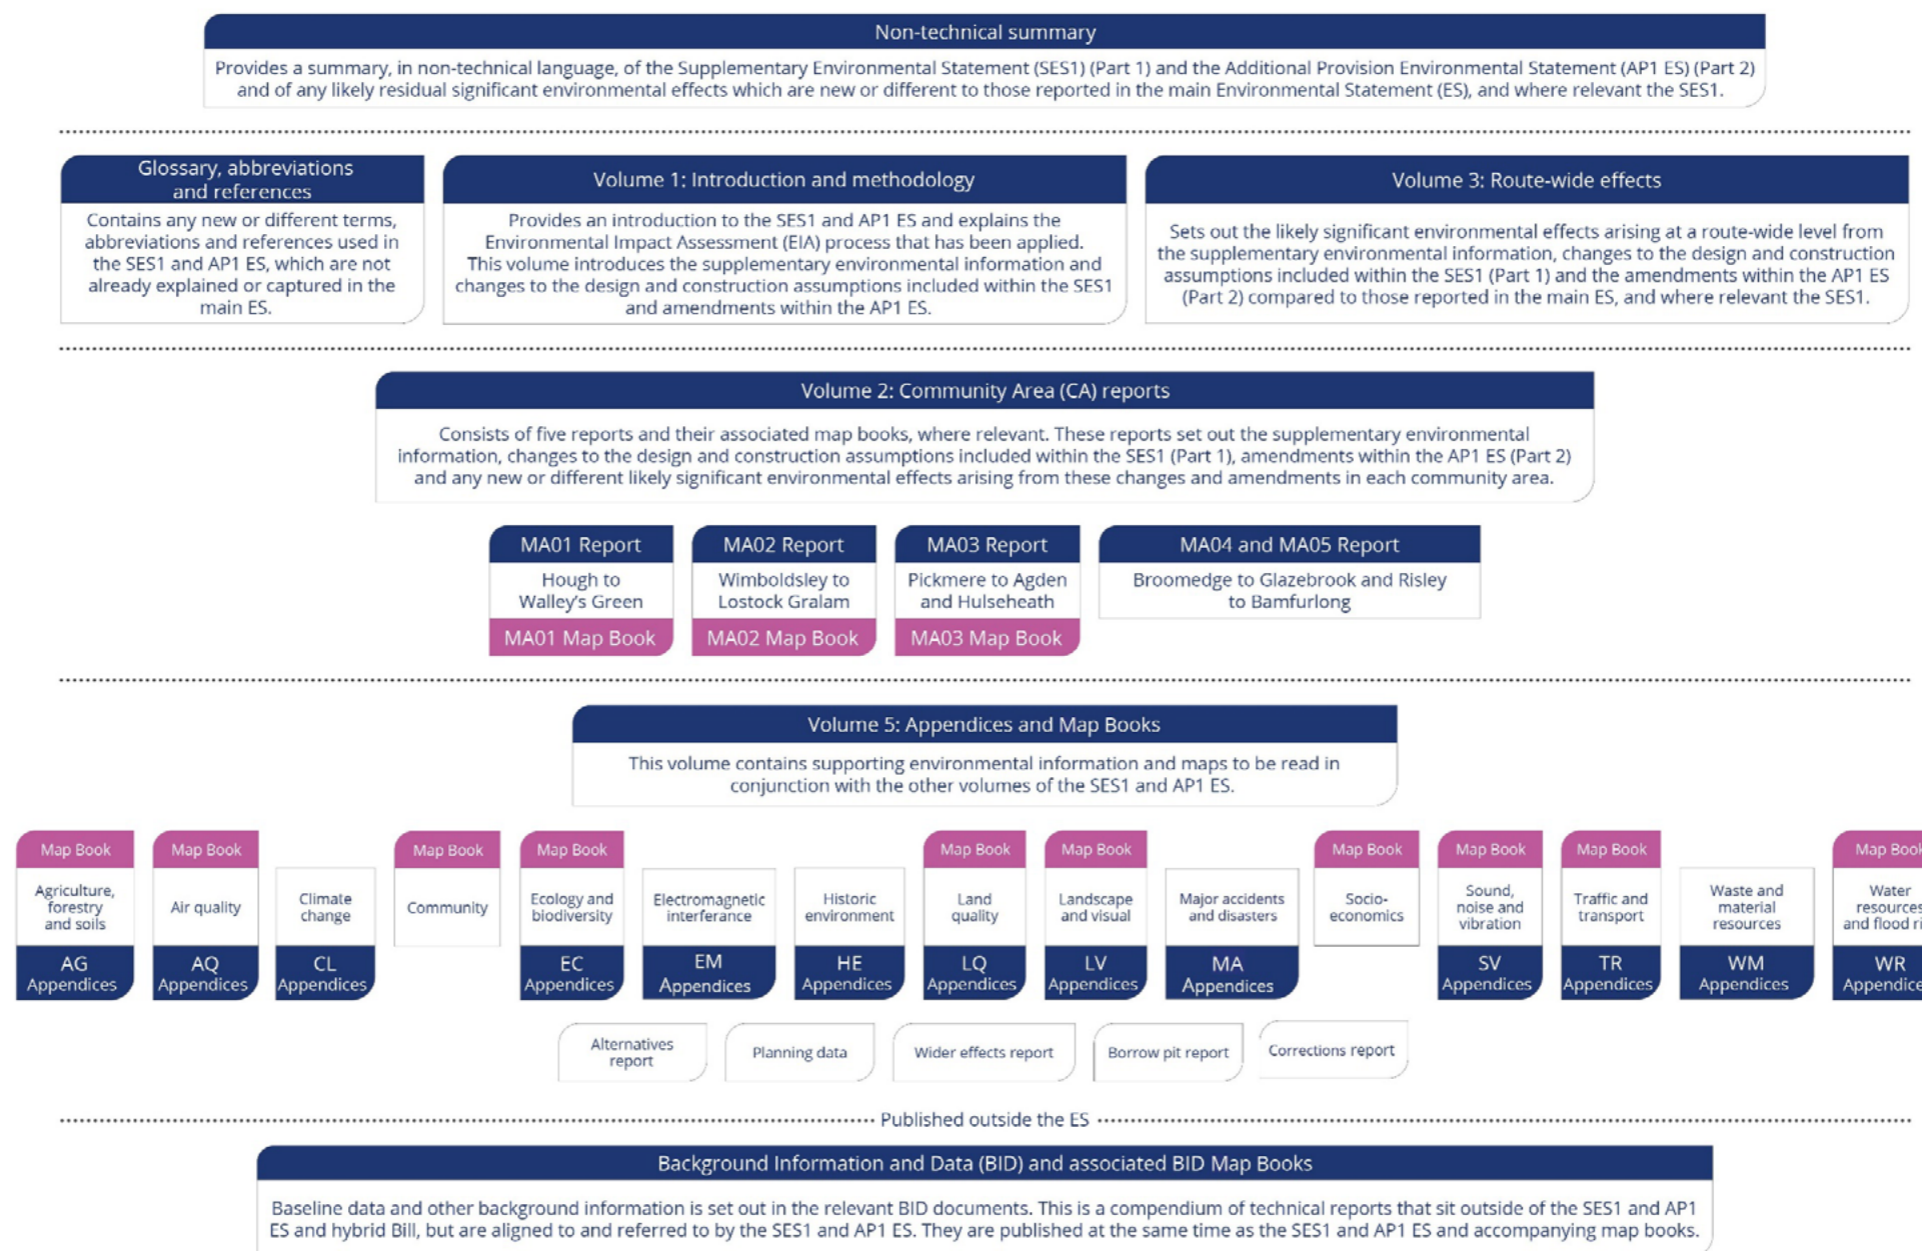 Non-technical summary
Provides a summary, in non-technical language, of the Supplementary Environmental Statement (SES1) (Part 1) and the Additional Provision Environmental Statement (AP1 ES) (Part 2)
and of any likely residual significant environmental effects which are new or different to those reported in the main Environmental Statement (ES), and where relevant the SES1.
Glossary, abbreviations
and references
Contains any new or different terms,
abbreviations and references used in
the SES1 and AP1 ES, which are not
already explained or captured in the
main ES.
Volume 1: Introduction and methodology
Provides an introduction to the SES1 and AP1 ES and explains the
Environmental Impact Assessment (EIA) process that has been applied.
This volume introduces the supplementary environmental information and
changes to the design and construction assumptions included within the SES1
and amendments within the AP1 ES.
Volume 3: Route-wide effects
Sets out the likely significant environmental effects arising at a route-wide level from
the supplementary environmental information, changes to the design and construction
assumptions included within the SES1 (Part 1) and the amendments within the AP1 ES
(Part 2) compared to those reported in the main ES, and where relevant the SES1.
Volume 2: Community Area (CA) reports
Consists of five reports and their associated map books, where relevant. These reports set out the supplementary environmental
information, changes to the design and construction assumptions included within the SES1 (Part 1), amendments within the AP1 ES (Part 2)
and any new or different likely significant environmental effects arising from these changes and amendments in each community area.
MA01 Report
Hough to
Walley's Green
MA01 Map Book
MA02 Report
Wimboldsley to
Lostock Gralam
MA02 Map Book
MA03 Report
Pickmere to Agden
and Hulseheath
MA03 Map Book
MA04 and MA05 Report
Broomedge to Glazebrook and Risley
to Bamfurlong
Volume 5: Appendices and Map Books
This volume contains supporting environmental information and maps to be read in
conjunction with the other volumes of the SES1 and AP1 ES.
Map Book
Agriculture,
forestry
and soils
AG
Appendices
Map Book
Air quality
AQ
Appendices
Climate
change
CL
Appendices
Map Book
Community
Map Book
Ecology and
biodiversity
EC
Appendices
Electromagnetic
interferance
EM
Appendices
Historic
environment
HE
Appendices
Map Book
Land
quality
LQ
Appendices
Map Book
Landscape
and visual
LV
Appendices
Major accidents
and disasters
MA
Appendices
Map Book
Socio-
economics
Map Book
Sound,
noise and
vibration
SV
Appendices
Map Book
Traffic and
transport
TR
Appendices
Waste and
material
resources
WM
Appendices
Map Book
Water
resources
and flood
WR
Alternatives
report
Planning data
Wider effects report
Borrow pit report
Corrections report
Published outside the ES
Background Information and Data (BID) and associated BID Map Books
Baseline data and other background information is set out in the relevant BID documents. This is a compendium of technical reports that sit outside of the SES1 and AP1
ES and hybrid Bill, but are aligned to and referred to by the SES1 and AP1 ES. They are published at the same time as the SES1 and AP1 ES and accompanying map books.